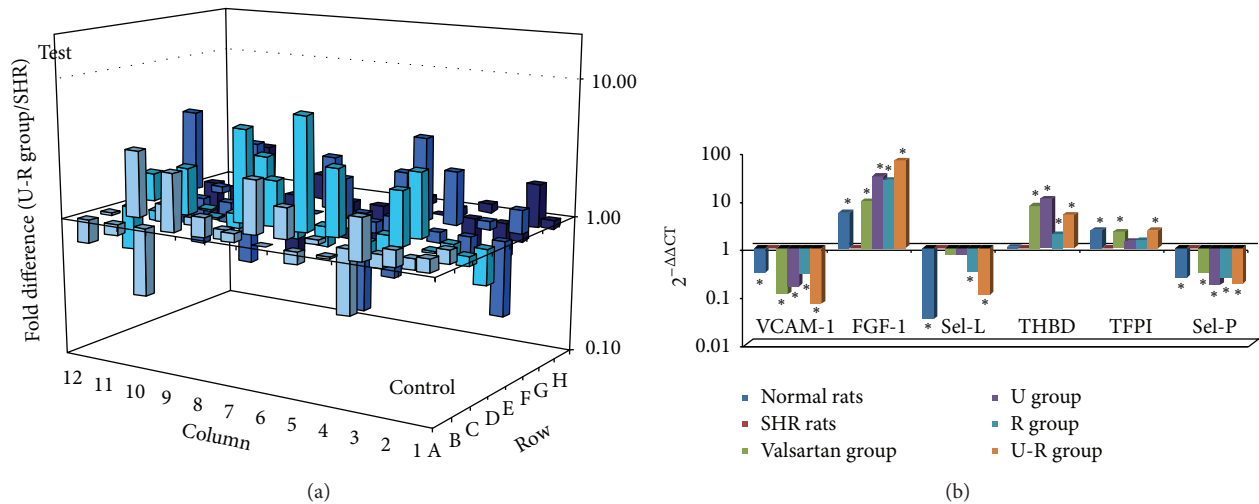 Test
Fold difference (U-R group/SHR)
10.00
1.00
0.10
Control
12 11 10 9 8 7 6 5 4 3 2 1
Column
A B C D E F G H
Row
(a)
2^−ΔΔCT
100
10
1
0.1
0.01
* * * * * * * * * * * * * * * * * * * * * * * *
VCAM-1 FGF-1 Sel-L THBD TFPI Sel-P
Normal rats
SHR rats
Valsartan group
U group
R group
U-R group
(b)